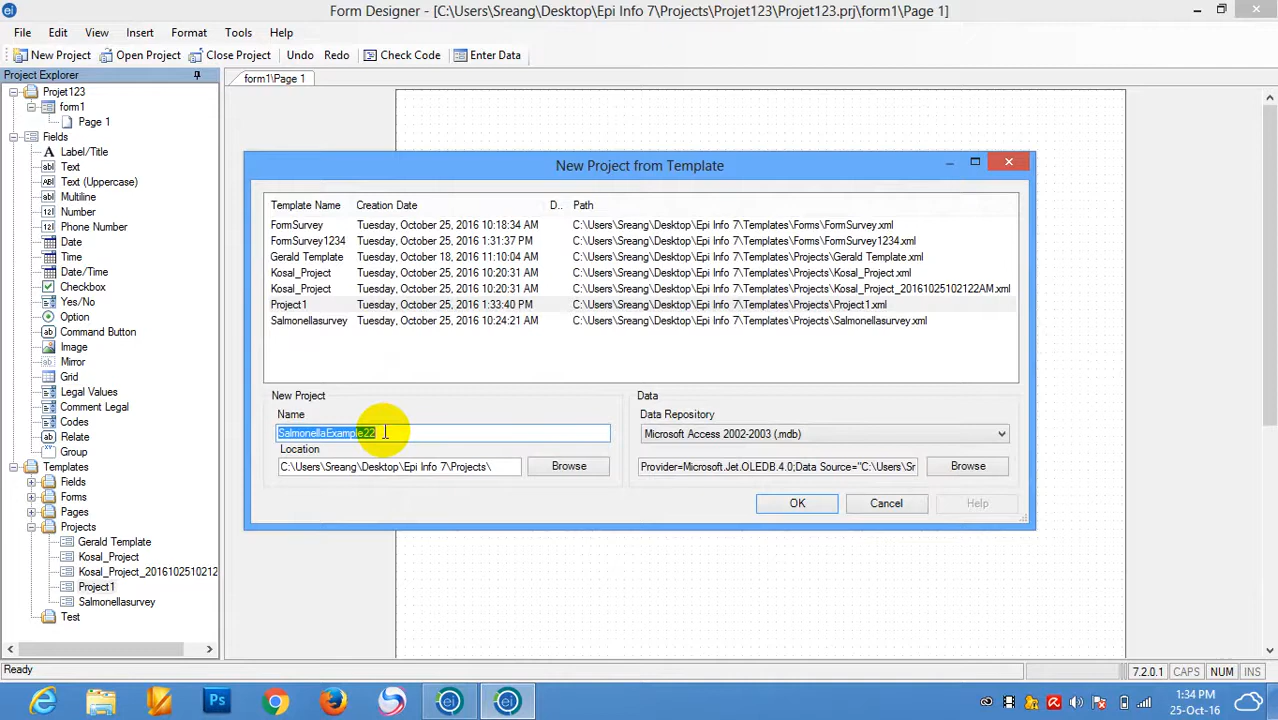 Form Designer - [C:\Users\Sreang\Desktop\Epi Info 7\Projects\Projet123\Projet123.prj\form1\Page 1]
File Edit View Insert Format Tools Help
New Project Open Project Close Project Undo Redo Check Code Enter Data
Project Explorer
form1\Page 1
Projet123
form1
Page 1
Fields
Label/Title
Text
Text (Uppercase)
Multiline
Number
Phone Number
Date
Time
Date/Time
Checkbox
Yes/No
Option
Command Button
Image
Mirror
Grid
Legal Values
Comment Legal
Codes
Relate
Group
Templates
Fields
Forms
Pages
Projects
Gerald Template
Kosal_Project
Kosal_Project_2016102510212
Project1
Salmonellasurvey
Test
New Project from Template
Template Name Creation Date D.. Path
FormSurvey Tuesday, October 25, 2016 10:18:34 AM C:\Users\Sreang\Desktop\Epi Info 7\Templates\Forms\FormSurvey.xml
FormSurvey1234 Tuesday, October 25, 2016 1:31:37 PM C:\Users\Sreang\Desktop\Epi Info 7\Templates\Forms\FormSurvey1234.xml
Gerald Template Tuesday, October 18, 2016 11:10:04 AM C:\Users\Sreang\Desktop\Epi Info 7\Templates\Projects\Gerald Template.xml
Kosal_Project Tuesday, October 25, 2016 10:20:31 AM C:\Users\Sreang\Desktop\Epi Info 7\Templates\Projects\Kosal_Project.xml
Kosal_Project Tuesday, October 25, 2016 10:20:31 AM C:\Users\Sreang\Desktop\Epi Info 7\Templates\Projects\Kosal_Project_20161025102122AM.xml
Project1 Tuesday, October 25, 2016 1:33:40 PM C:\Users\Sreang\Desktop\Epi Info 7\Templates\Projects\Project1.xml
Salmonellasurvey Tuesday, October 25, 2016 10:24:21 AM C:\Users\Sreang\Desktop\Epi Info 7\Templates\Projects\Salmonellasurvey.xml
New Project
Name
SalmonellaExample22
Location
C:\Users\Sreang\Desktop\Epi Info 7\Projects\ Browse
Data
Data Repository
Microsoft Access 2002-2003 (.mdb)
Provider=Microsoft.Jet.OLEDB.4.0;Data Source="C:\Users\Sr Browse
OK Cancel Help
Ready 7.2.0.1 CAPS NUM INS
1:34 PM
25-Oct-16